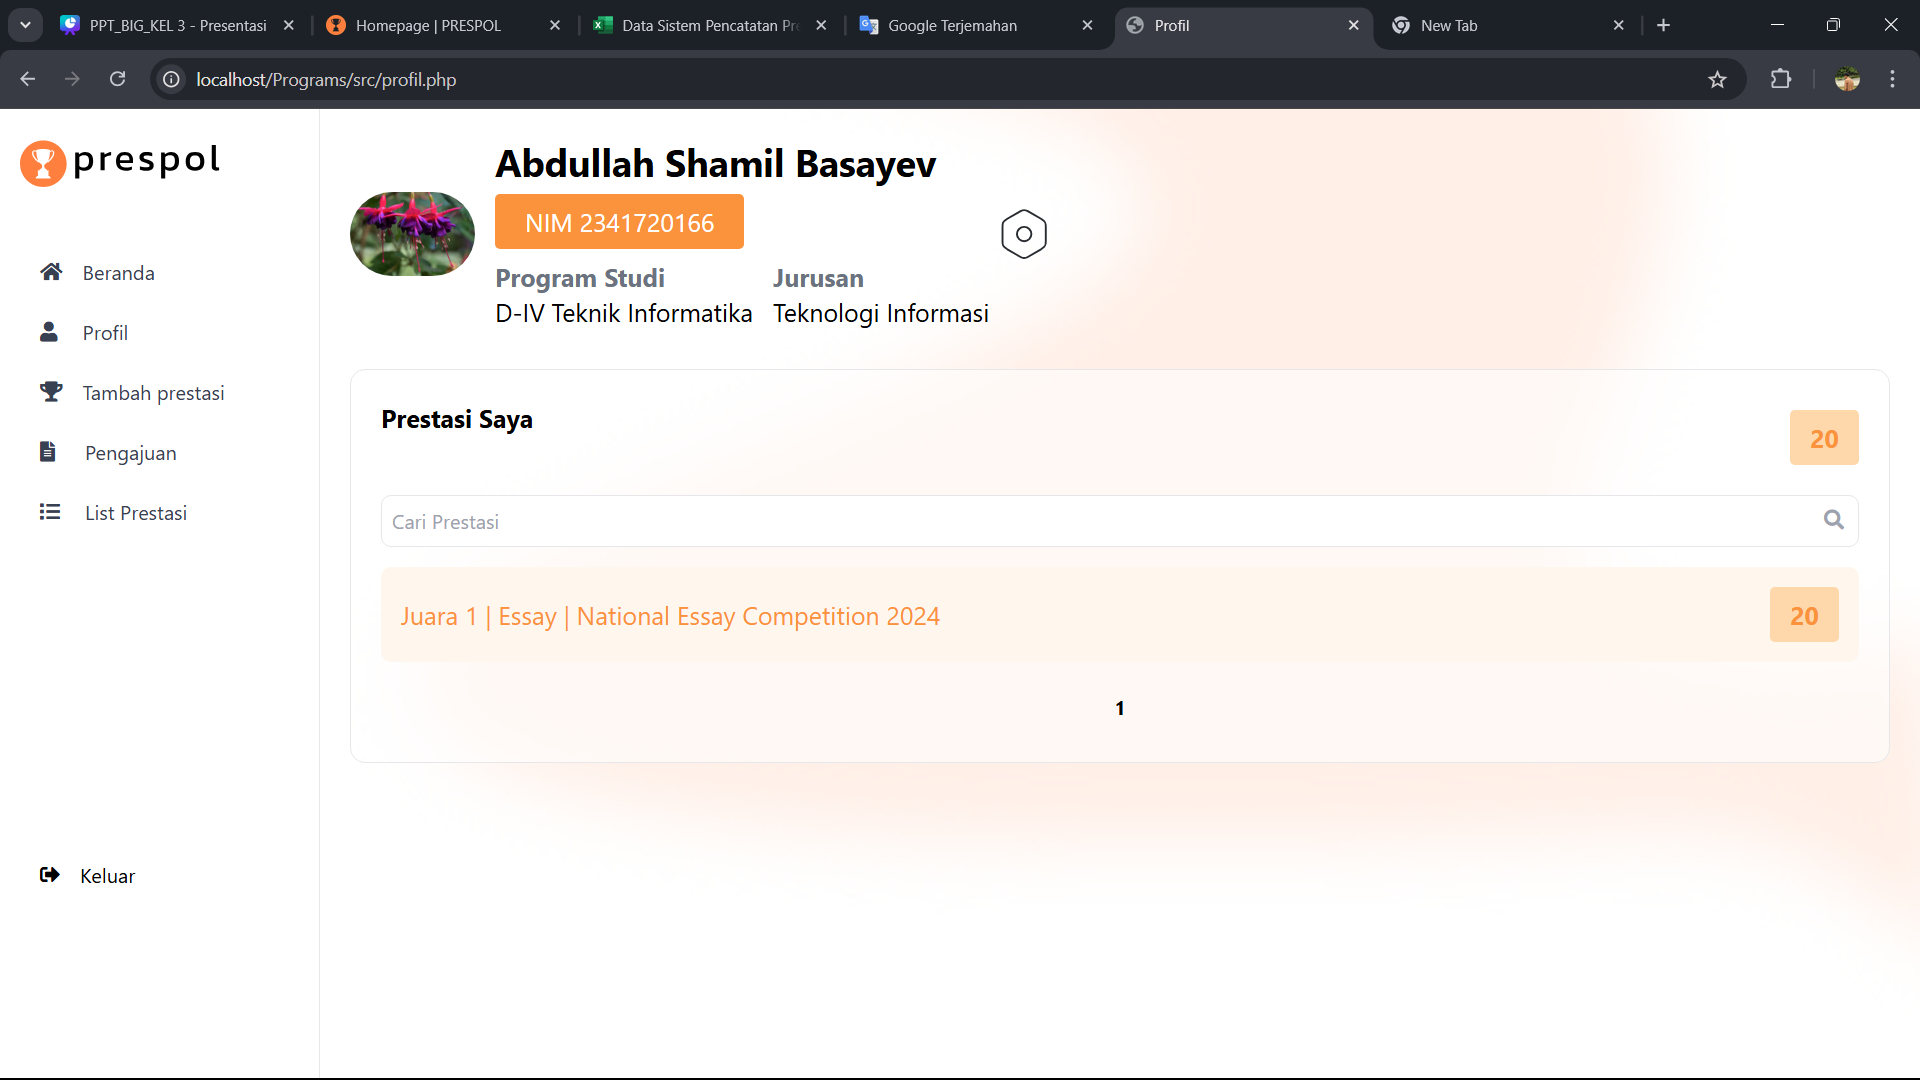 PPT_BIG_KEL 3 - Presentasi
Homepage | PRESPOL
Data Sistem Pencatatan Pre
Google Terjemahan
Profil
New Tab
localhost/Programs/src/profil.php
prespol
Beranda
Profil
Tambah prestasi
Pengajuan
List Prestasi
Keluar
Abdullah Shamil Basayev
NIM 2341720166
Program Studi Jurusan
D-IV Teknik Informatika Teknologi Informasi
Prestasi Saya
20
Cari Prestasi
Juara 1 | Essay | National Essay Competition 2024
20
1